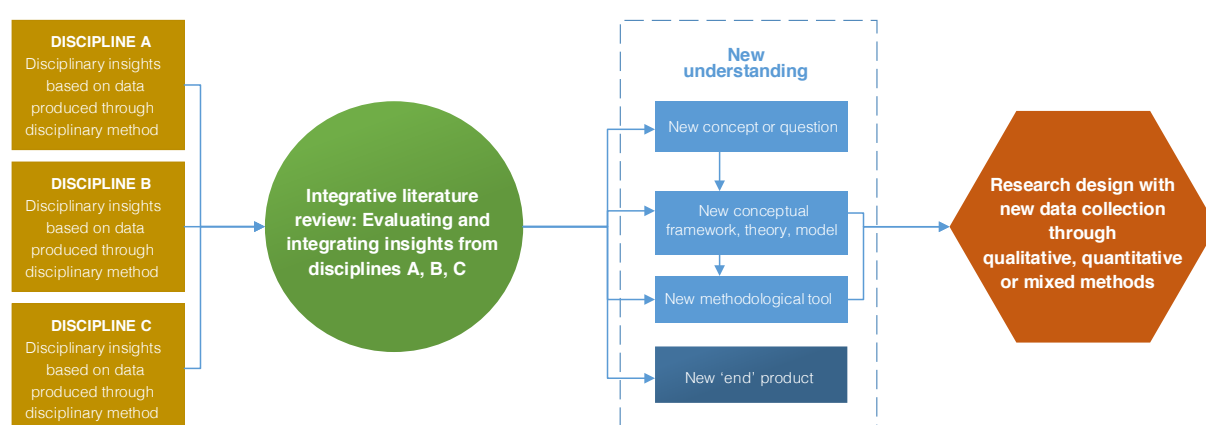 DISCIPLINE A
Disciplinary insights
based on data
produced through
disciplinary method
DISCIPLINE B
Disciplinary insights
based on data
produced through
disciplinary method
DISCIPLINE C
Disciplinary insights
based on data
produced through
disciplinary method
Integrative literature
review: Evaluating and
integrating insights from
disciplines A, B, C
New
understanding
New concept or question
New conceptual
framework, theory, model
New methodological tool
New ‘end’ product
Research design with
new data collection
through
qualitative, quantitative
or mixed methods